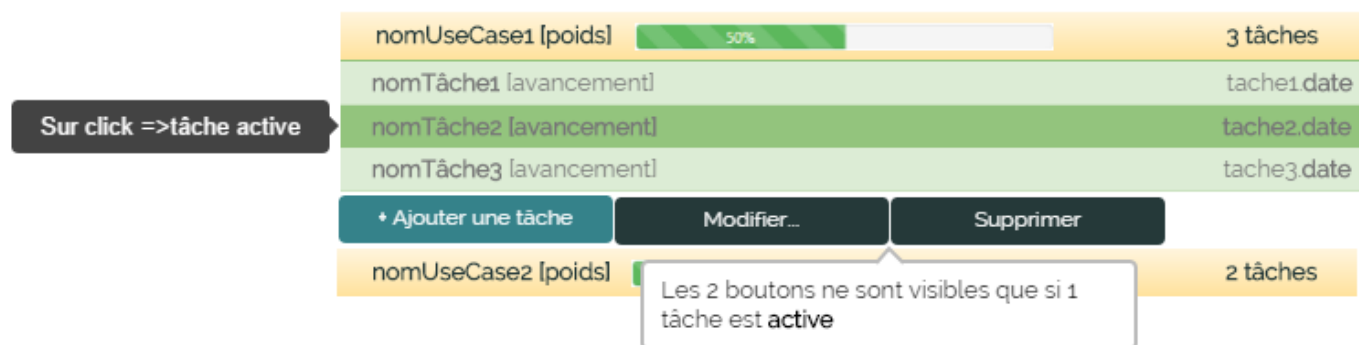 nomUseCase1 [poids] 50% 3 tâches
nomTâche1 [avancement] tache1.date
Sur click =>tâche active
nomTâche2 [avancement] tache2.date
nomTâche3 [avancement] tache3.date
+ Ajouter une tâche Modifier... Supprimer
nomUseCase2 [poids] 2 tâches
Les 2 boutons ne sont visibles que si 1
tâche est active